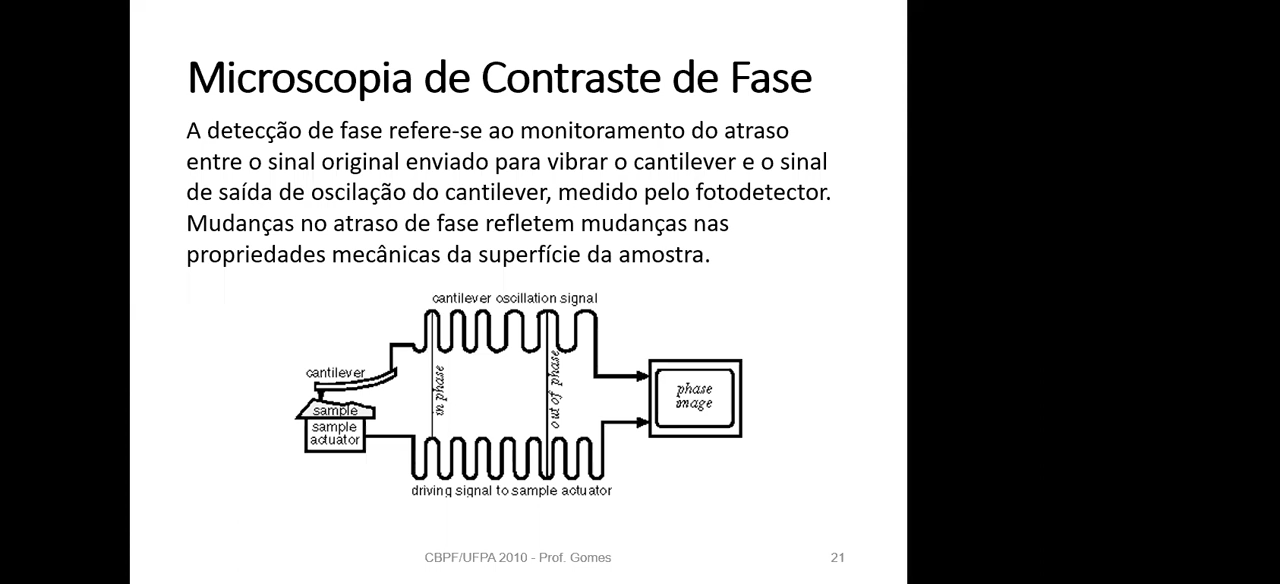 Microscopia de Contraste de Fase
A detecção de fase refere-se ao monitoramento do atraso
entre o sinal original enviado para vibrar o cantilever e o sinal
de saída de oscilação do cantilever, medido pelo fotodetector.
Mudanças no atraso de fase refletem mudanças nas
propriedades mecânicas da superfície da amostra.
cantilever oscillation signal
cantilever
in phase
out of phase
phase
image
sample
sample
actuator
driving signal to sample actuator
CBPF/UFPA 2010 - Prof. Gomes
21